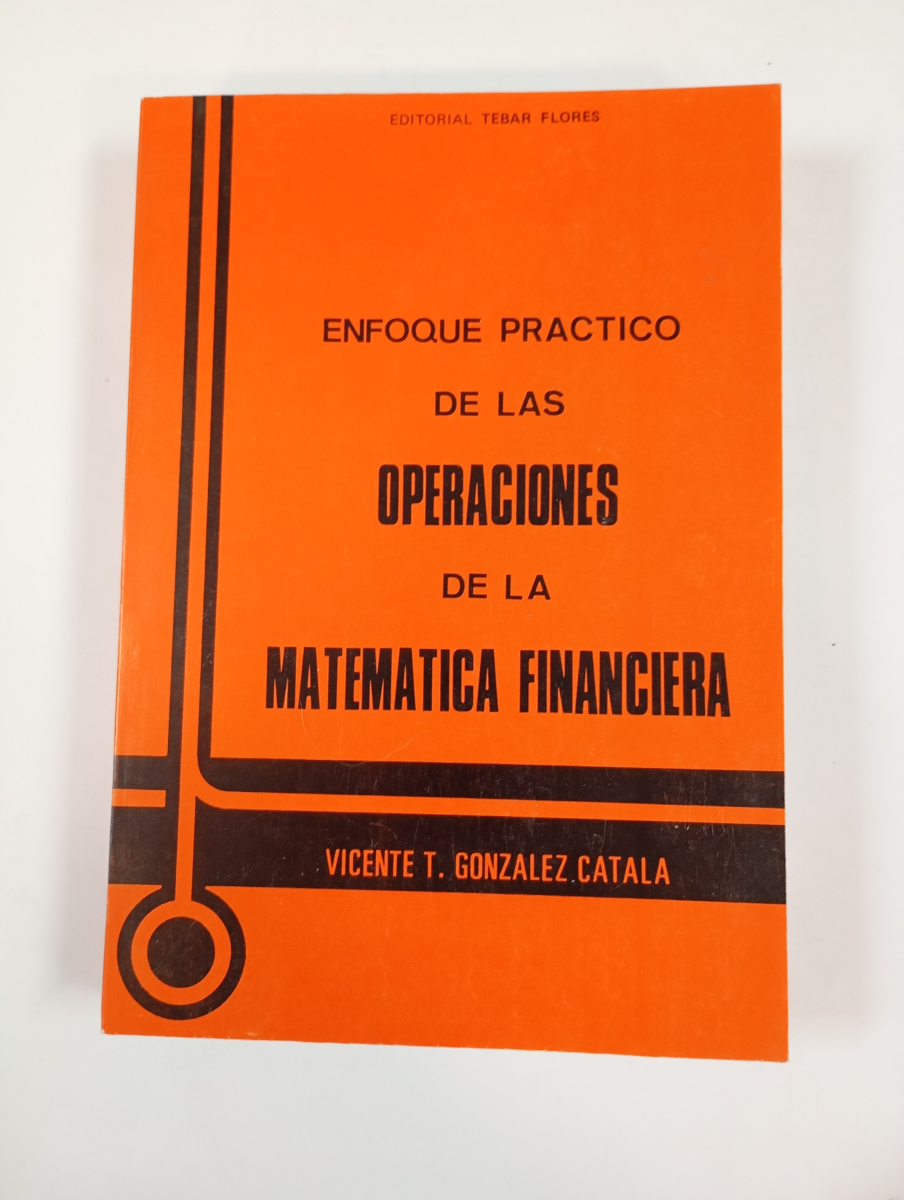 EDITORIAL TEBAR FLORES
ENFOQUE PRACTICO
DE LAS
OPERACIONES
DE LA
MATEMATICA FINANCIERA
VICENTE T. GONZALEZ CATALA